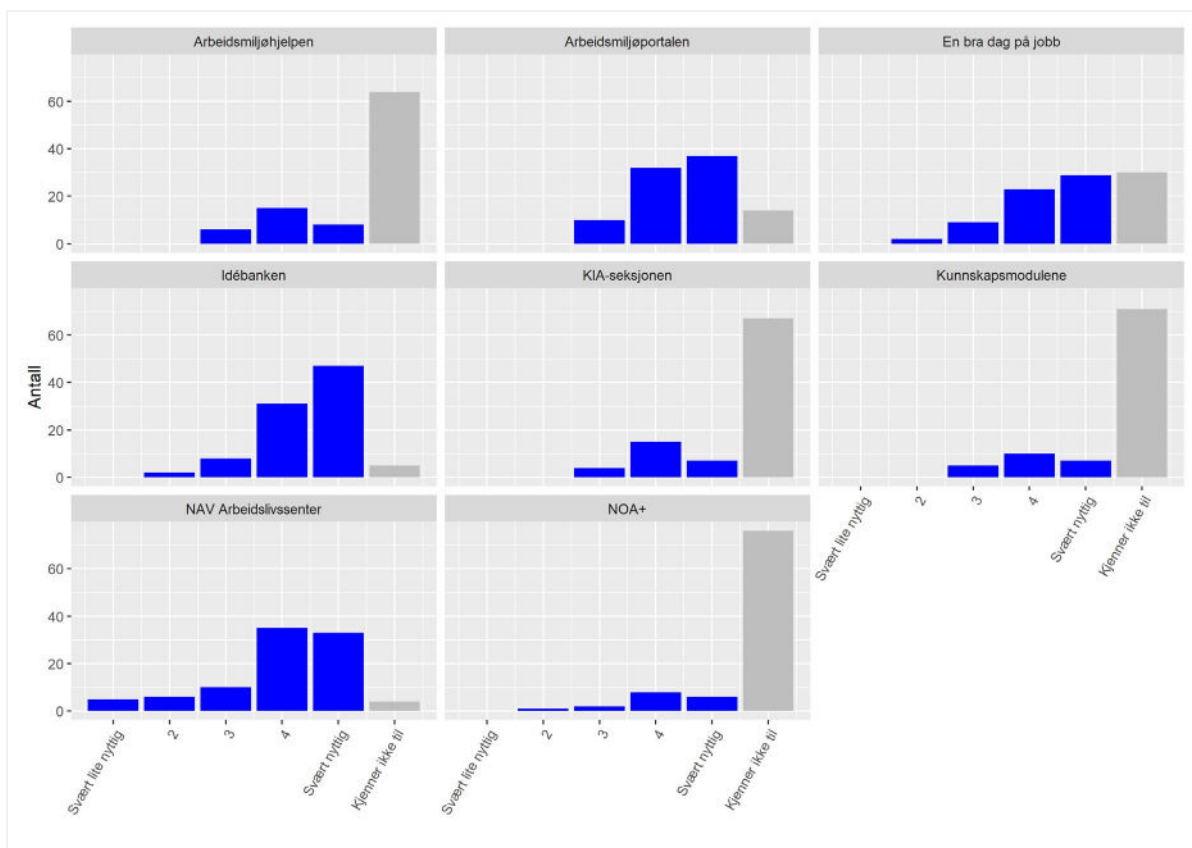 Arbeidsmiljøhjelpen
Arbeidsmiljøportalen
En bra dag på jobb
60
40
20
0
Idébanken
KIA-seksjonen
Kunnskapsmodulene
Antall
60
40
20
0
Svært lite nyttig
2
3
4
Svært nyttig
Kjenner ikke til
NAV Arbeidslivssenter
NOA+
60
40
20
0
Svært lite nyttig
2
3
4
Svært nyttig
Kjenner ikke til
Svært lite nyttig
2
3
4
Svært nyttig
Kjenner ikke til